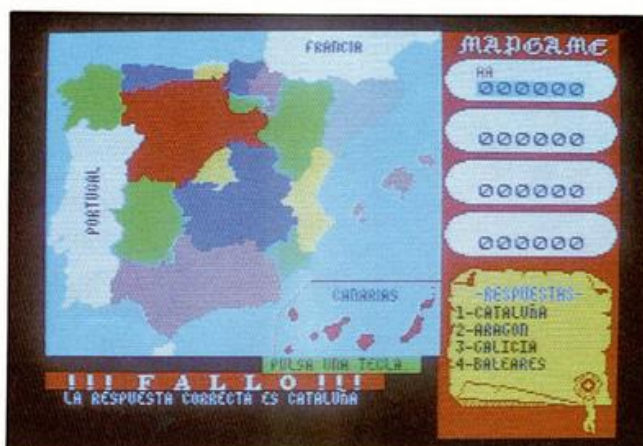 FRANCIA
PORTUGAL
CANARIAS
MAPGAME
AA
000000
000000
000000
000000
-RESPUESTAS-
1-CATALUÑA
2-ARAGON
3-GALICIA
4-BALEARES
PULSA UNA TECLA
!!! FALLO !!!
LA RESPUESTA CORRECTA ES CATALUÑA